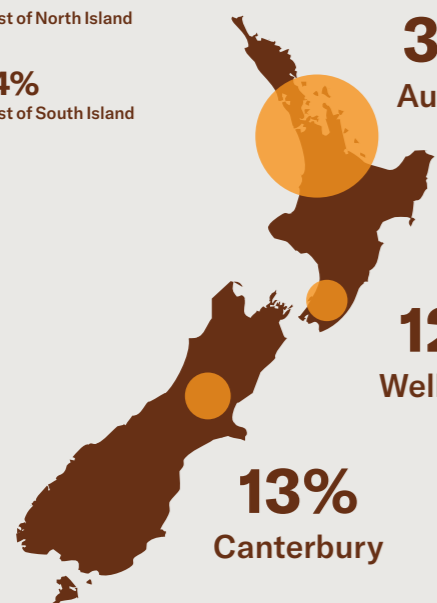 st of North Island
4%
st of South Island
3
Au
12
Well
13%
Canterbury